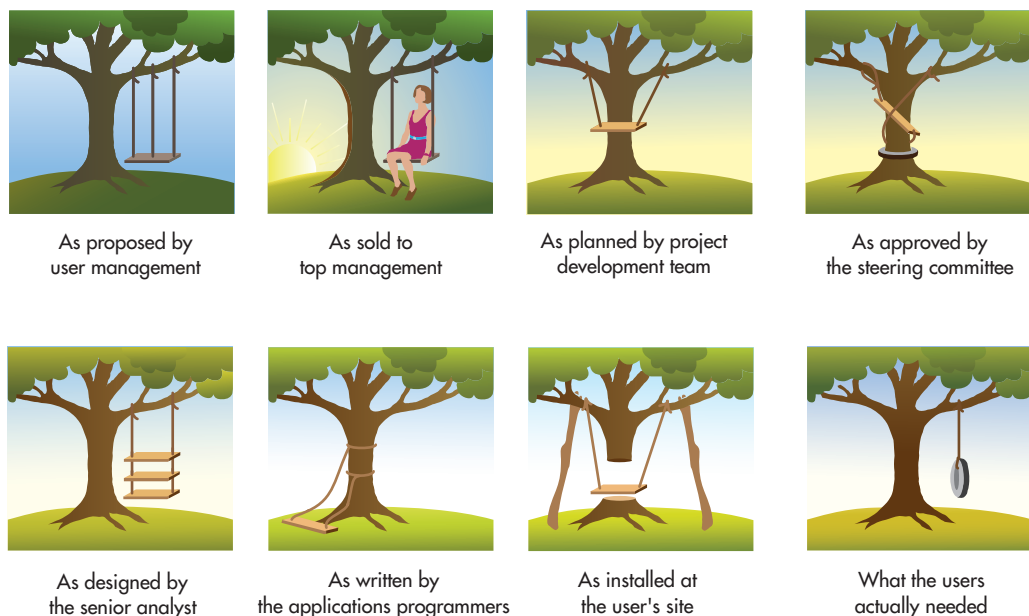 As proposed by
user management
As sold to
top management
As planned by project
development team
As approved by
the steering committee
As designed by
the senior analyst
As written by
the applications programmers
As installed at
the user's site
What the users
actually needed